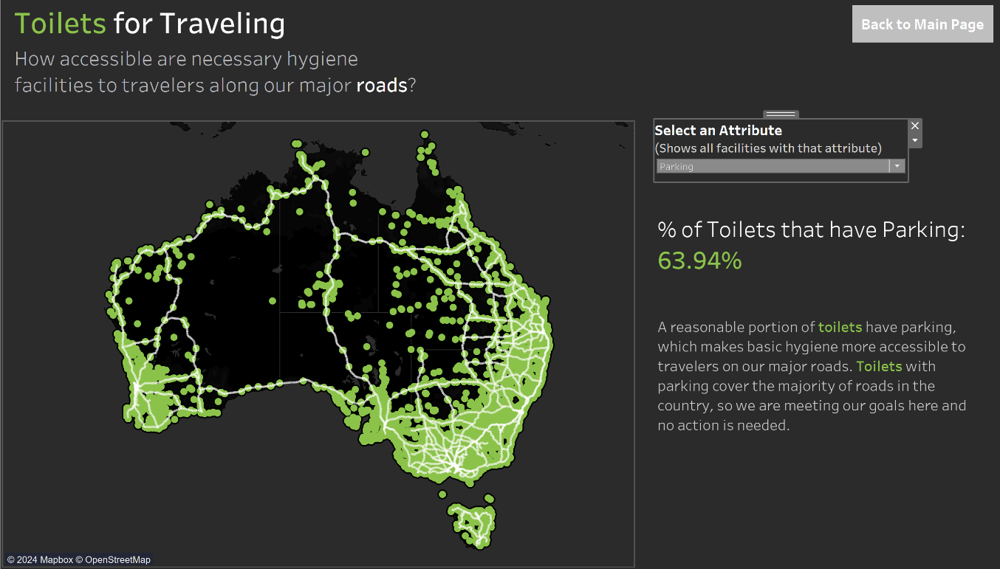 Toilets for Traveling
Back to Main Page
How accessible are necessary hygiene
facilities to travelers along our major roads?
Select an Attribute
(Shows all facilities with that attribute)
Parking
% of Toilets that have Parking:
63.94%
A reasonable portion of toilets have parking,
which makes basic hygiene more accessible to
travelers on our major roads. Toilets with
parking cover the majority of roads in the
country, so we are meeting our goals here and
no action is needed.
© 2024 Mapbox © OpenStreetMap